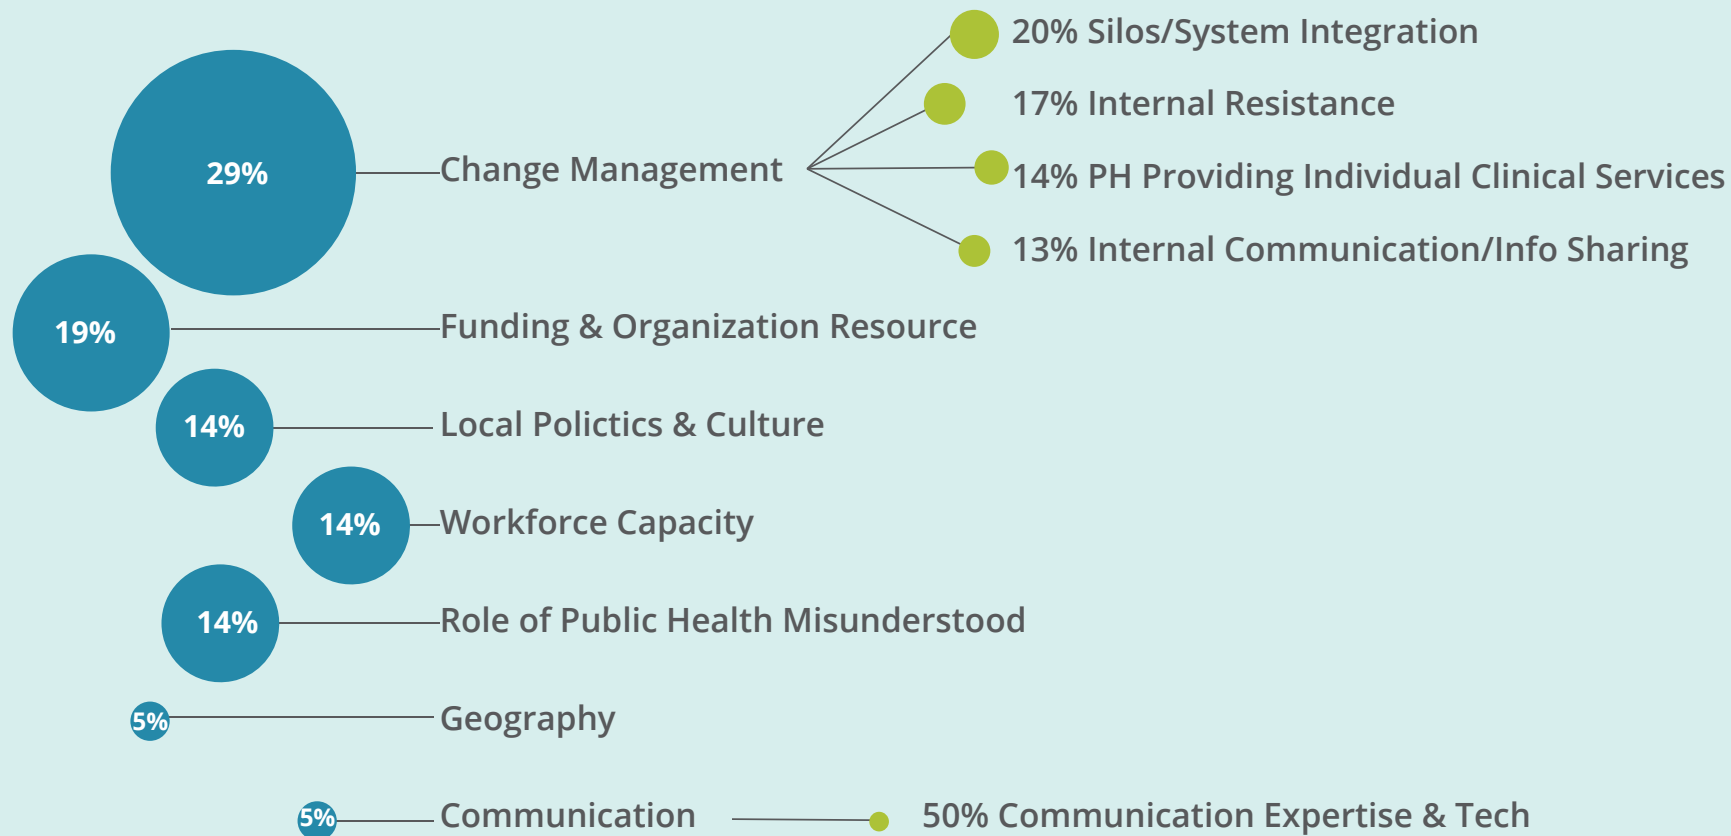 20% Silos/System Integration
17% Internal Resistance
29%
Change Management
14% PH Providing Individual Clinical Services
13% Internal Communication/Info Sharing
19%
Funding & Organization Resource
14%
Local Polictics & Culture
14%
Workforce Capacity
14%
Role of Public Health Misunderstood
5%
Geography
5%
Communication
50% Communication Expertise & Tech